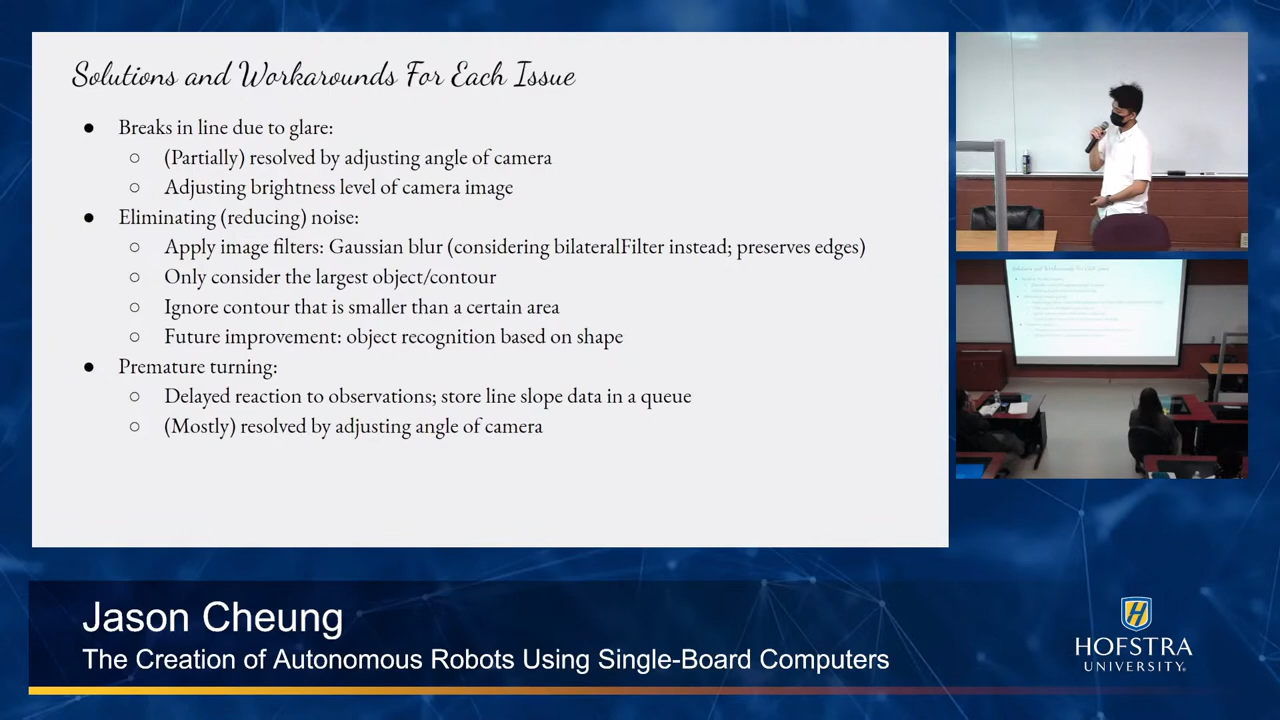 Solutions and Workarounds For Each Issue
● Breaks in line due to glare:
○ (Partially) resolved by adjusting angle of camera
○ Adjusting brightness level of camera image
● Eliminating (reducing) noise:
○ Apply image filters: Gaussian blur (considering bilateralFilter instead; preserves edges)
○ Only consider the largest object/contour
○ Ignore contour that is smaller than a certain area
○ Future improvement: object recognition based on shape
● Premature turning:
○ Delayed reaction to observations; store line slope data in a queue
○ (Mostly) resolved by adjusting angle of camera
Jason Cheung
The Creation of Autonomous Robots Using Single-Board Computers
HOFSTRA
UNIVERSITY®